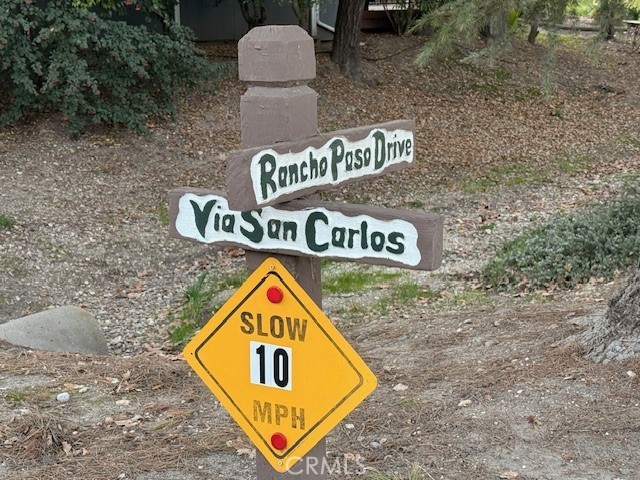 Rancho Paso Drive
Via San Carlos
SLOW
10
MPH
© CRMLS